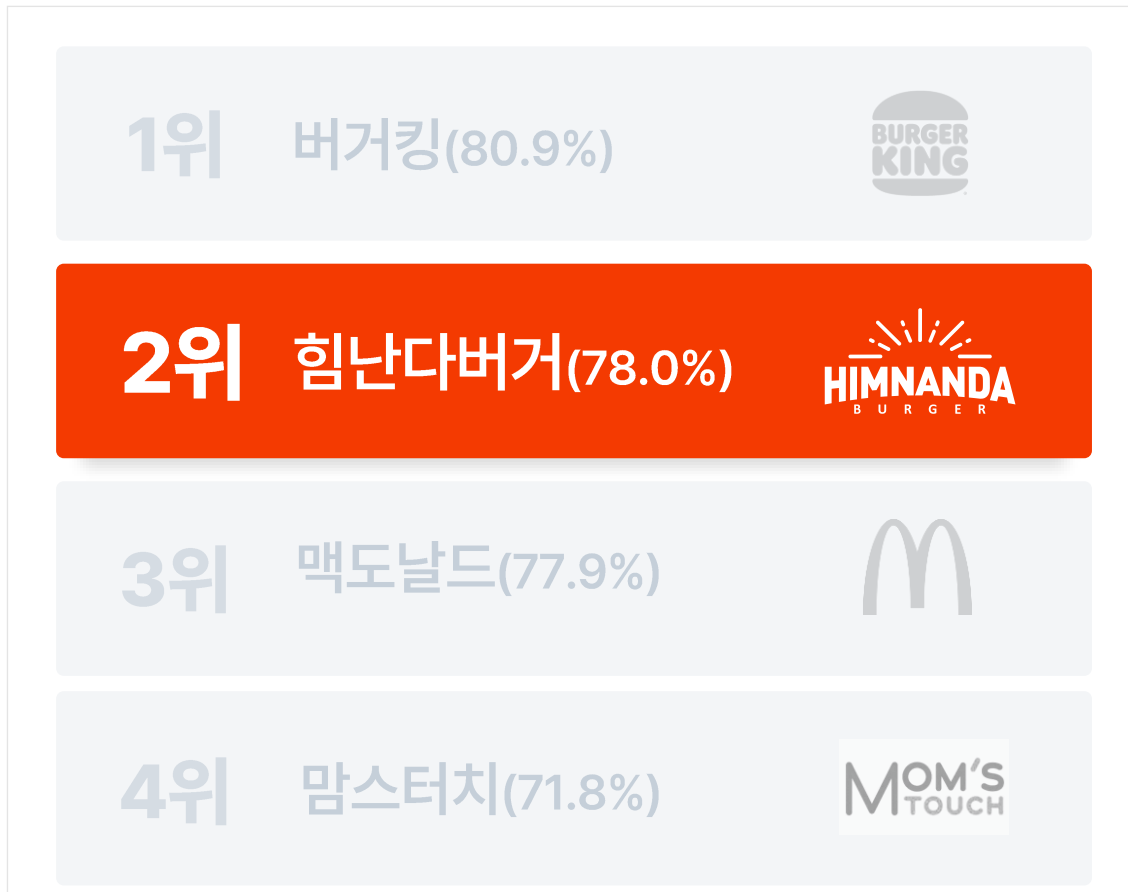 1위 버거킹(80.9%)
BURGER
KING
2위 힘난다버거(78.0%)
HIMNANDA
BURGER
3위 맥도날드(77.9%)
4위 맘스터치(71.8%)
MOM'S
TOUCH